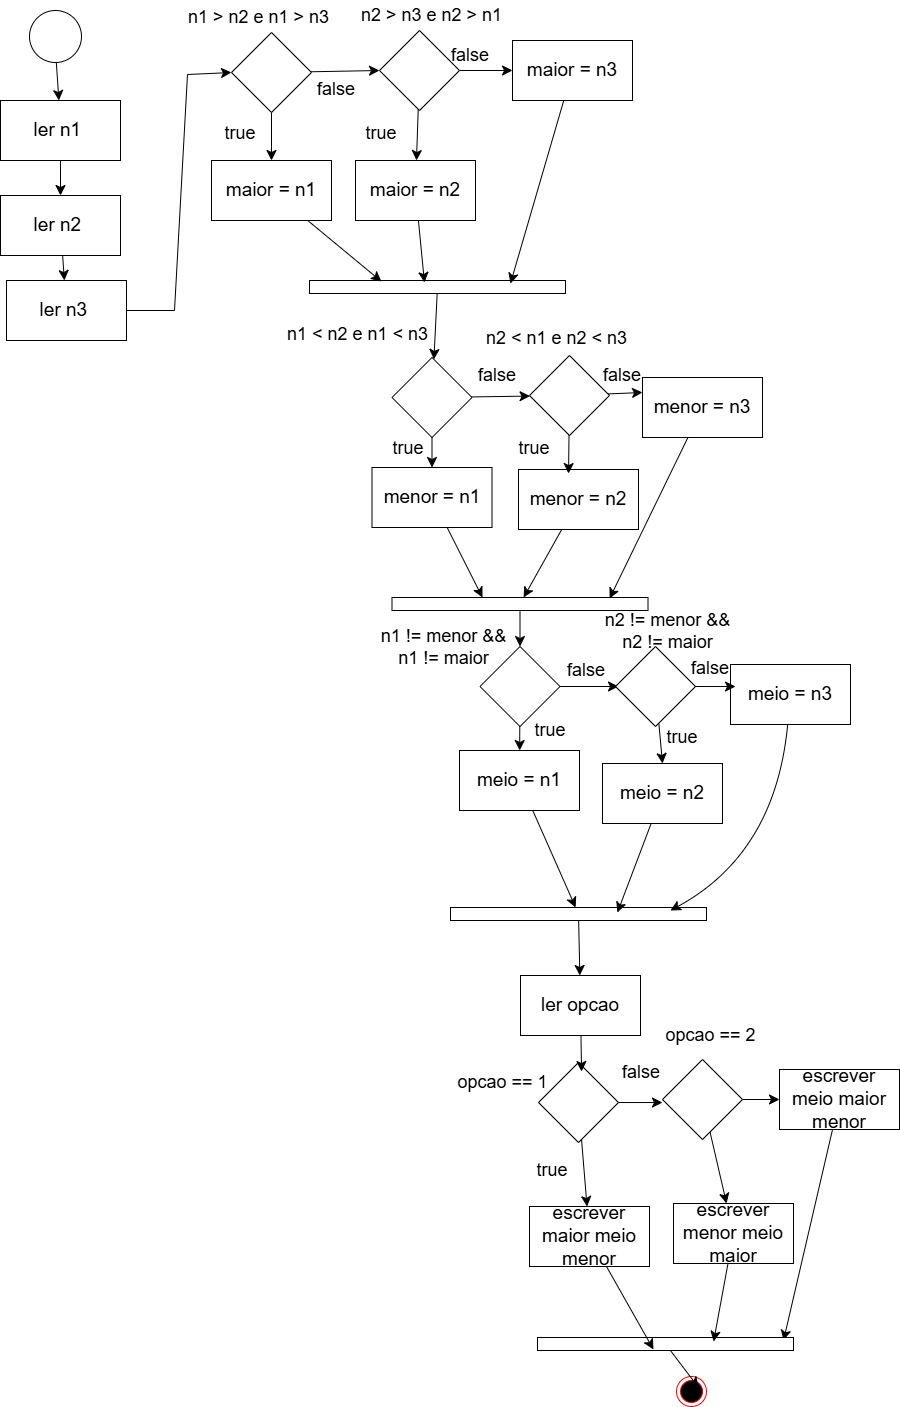 n1 > n2 e n1 > n3
n2 > n3 e n2 > n1
false
maior = n3
false
ler n1
true
true
maior = n1
maior = n2
ler n2
ler n3
n1 < n2 e n1 < n3
n2 < n1 e n2 < n3
false
false
menor = n3
true
true
menor = n1
menor = n2
n1 != menor &&
n1 != maior
n2 != menor &&
n2 != maior
false
false
meio = n3
true
true
meio = n1
meio = n2
ler opcao
opcao == 2
opcao == 1
false
escrever
meio maior
menor
true
escrever
maior meio
menor
escrever
menor meio
maior